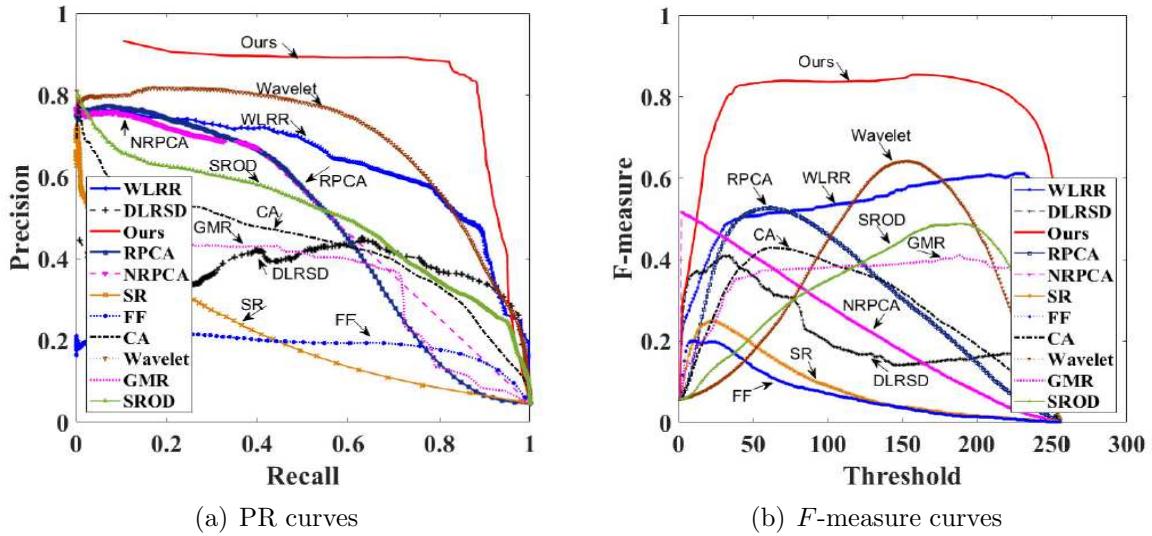 1
0.8
0.6
0.4
0.2
0
Precision
0
0.2
0.4
0.6
0.8
1
Recall
Ours
Wavelet
WLRR
NRPCA
SROD
RPCA
CA
GMR
DLRSD
SR
FF
WLRR
DLRSD
Ours
RPCA
NRPCA
SR
FF
CA
Wavelet
GMR
SROD
(a) PR curves
1
0.8
0.6
0.4
0.2
0
F-measure
0
50
100
150
200
250
300
Threshold
Ours
Wavelet
RPCA
WLRR
SROD
CA
GMR
NRPCA
SR
DLRSD
FF
WLRR
DLRSD
Ours
RPCA
NRPCA
SR
FF
CA
Wavelet
GMR
SROD
(b) F-measure curves